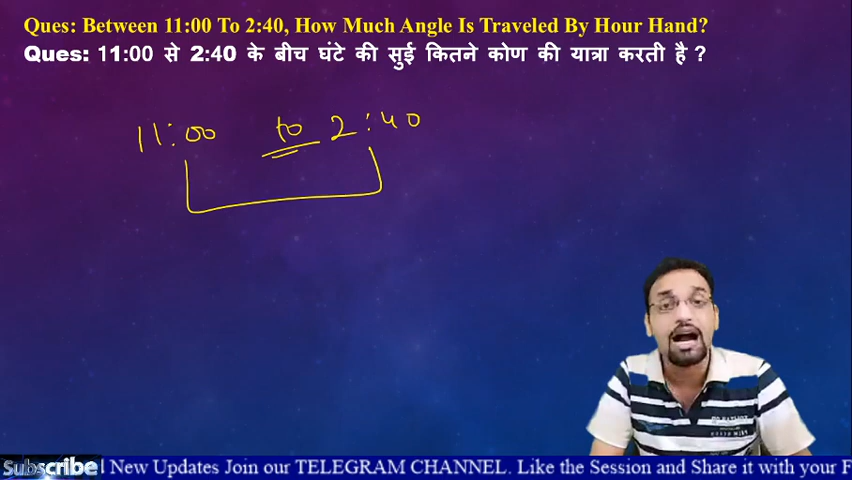 Ques: Between 11:00 To 2:40, How Much Angle Is Traveled By Hour Hand?
Ques: 11:00 से 2:40 के बीच घंटे की सुई कितने कोण की यात्रा करती है ?
11:00 to 2:40
Subscribe d New Updates Join our TELEGRAM CHANNEL. Like the Session and Share it with your F